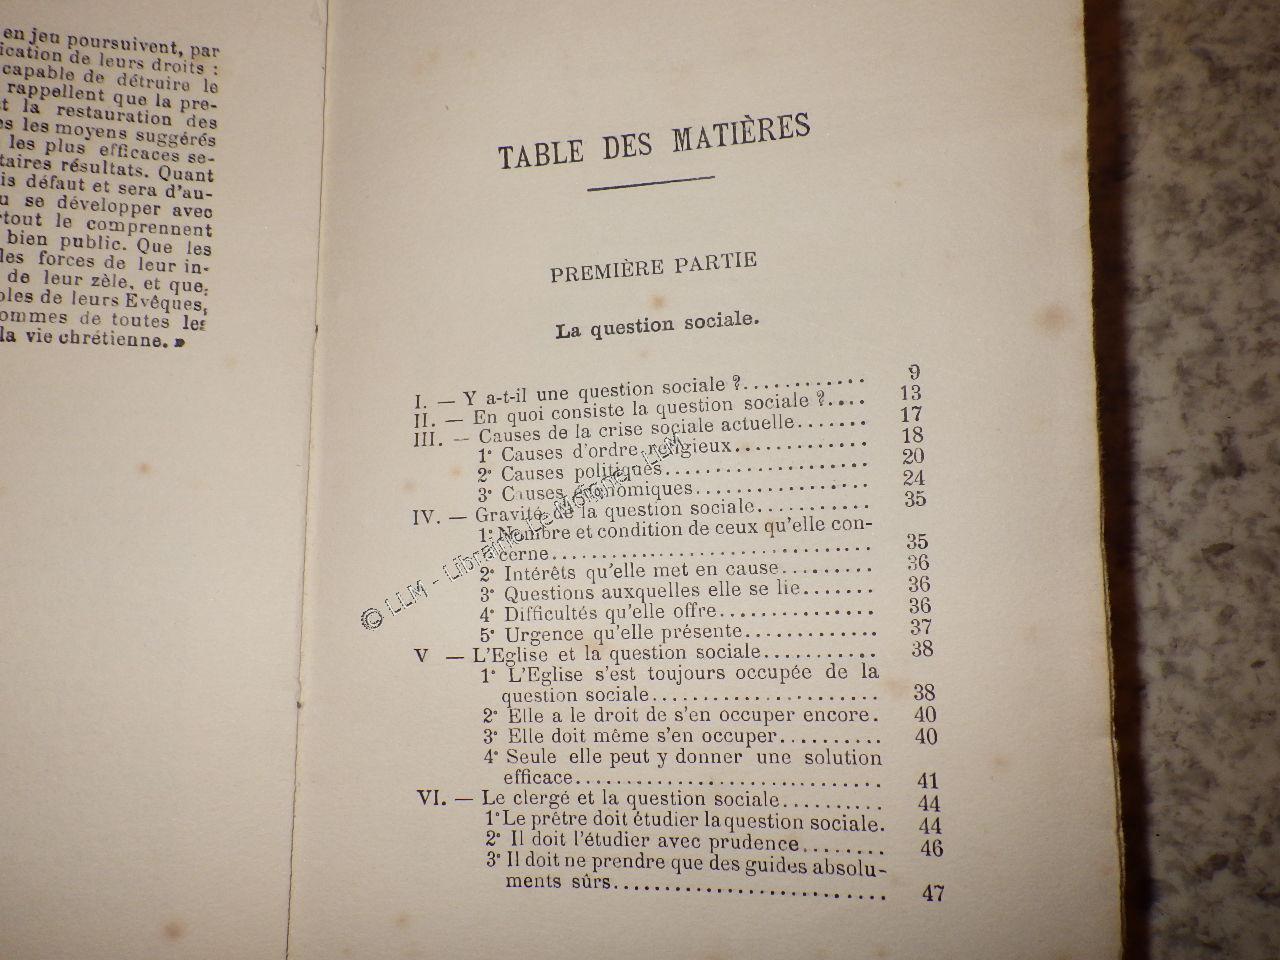 en jeu poursuivent, par
ication de leurs droits :
capable de détruire le
rappellent que la pre-
t la restauration des
es les moyens suggérés
les plus efficaces se-
taires résultats. Quant
is défaut et sera d'au-
u se développer avec
rtout le comprennent
bien public. Que les
les forces de leur in-
de leur zèle, et que,
oles de leurs Evêques,
ommes de toutes les
la vie chrétienne. »
TABLE DES MATIÈRES
PREMIÈRE PARTIE
La question sociale.
I. — Y a-t-il une question sociale ?............ 9
II. — En quoi consiste la question sociale ?.... 13
III. — Causes de la crise sociale actuelle....... 17
1° Causes d'ordre religieux............. 18
2° Causes politiques.................... 20
3° Causes économiques................. 24
IV. — Gravité de la question sociale........... 35
1° Nombre et condition de ceux qu'elle con-
cerne............................... 35
2° Intérêts qu'elle met en cause......... 36
3° Questions auxquelles elle se lie....... 36
4° Difficultés qu'elle offre............... 36
5° Urgence qu'elle présente............. 37
V — L'Eglise et la question sociale........... 38
1° L'Eglise s'est toujours occupée de la
question sociale...................... 38
2° Elle a le droit de s'en occuper encore. 40
3° Elle doit même s'en occuper.......... 40
4° Seule elle peut y donner une solution
efficace.............................. 41
VI. — Le clergé et la question sociale.......... 44
1° Le prêtre doit étudier la question sociale. 44
2° Il doit l'étudier avec prudence........ 46
3° Il doit ne prendre que des guides absolu-
ments sûrs........................... 47
© LLM - Librairie Le Moigne LLM